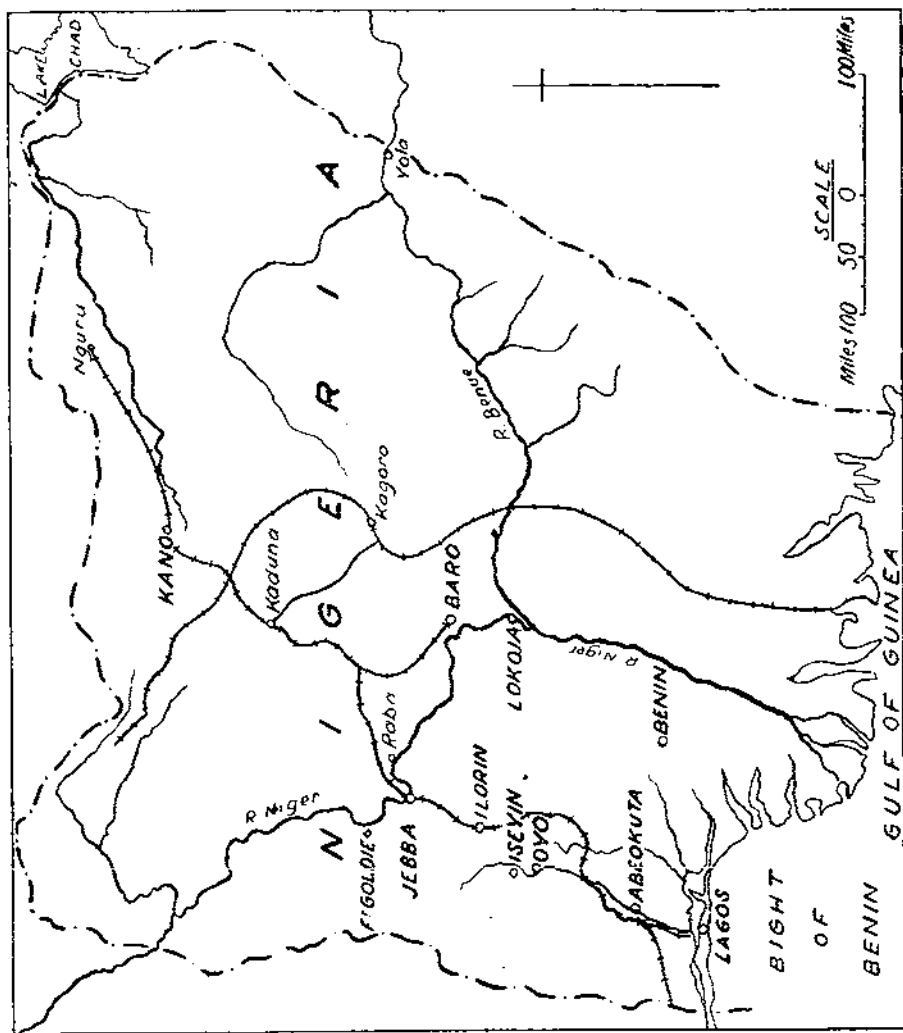 LAKE
CHAD
Nguru
KANO
Kaduna
R. Niger
NIGERIA
Kagoro
Yola
Ft GOLDIE
JEBBA
BARO
ILORIN
R. Benue
ISEYIN
OYO
LOKOJA
R. Niger
ABEOKUTA
BENIN
LAGOS
BIGHT
OF
BENIN
GULF OF GUINEA
SCALE
Miles 100 50 0 100 Miles